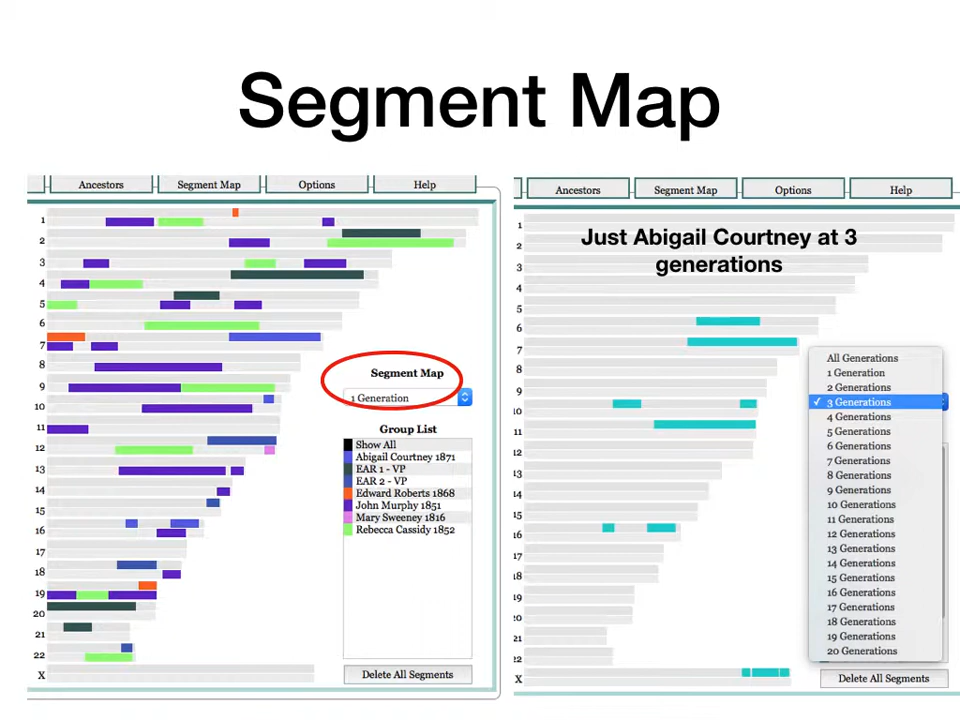 Segment Map
Ancestors
Segment Map
Options
Help
1
2
3
4
5
6
7
8
9
10
11
12
13
14
15
16
17
18
19
20
21
22
X
Segment Map
1 Generation
Group List
Show All
Abigail Courtney 1871
EAR 1 - VP
EAR 2 - VP
Edward Roberts 1868
John Murphy 1851
Mary Sweeney 1816
Rebecca Cassidy 1852
Delete All Segments
Ancestors
Segment Map
Options
Help
Just Abigail Courtney at 3
generations
1
2
3
4
5
6
7
8
9
10
11
12
13
14
15
16
17
18
19
20
21
22
X
All Generations
1 Generation
2 Generations
✓ 3 Generations
4 Generations
5 Generations
6 Generations
7 Generations
8 Generations
9 Generations
10 Generations
11 Generations
12 Generations
13 Generations
14 Generations
15 Generations
16 Generations
17 Generations
18 Generations
19 Generations
20 Generations
Delete All Segments